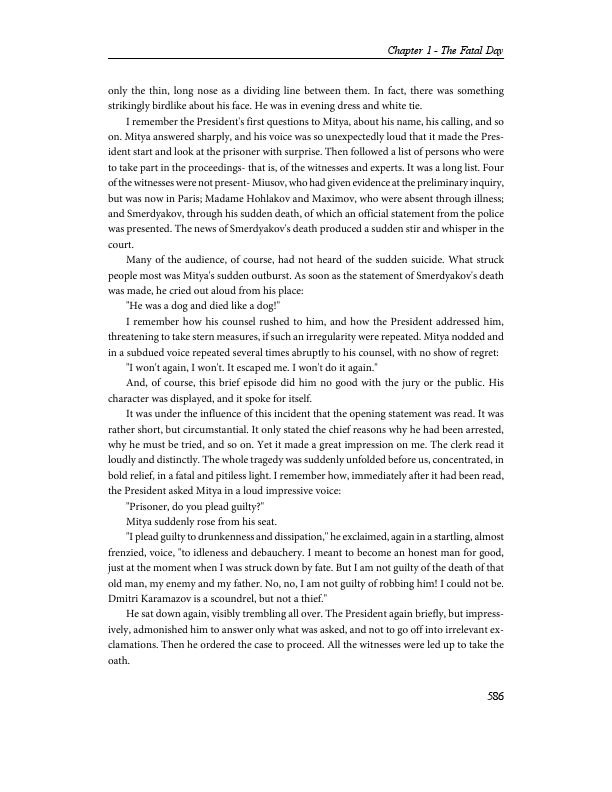 Chapter 1 - The Fatal Day
only the thin, long nose as a dividing line between them. In fact, there was something
strikingly birdlike about his face. He was in evening dress and white tie.
I remember the President's first questions to Mitya, about his name, his calling, and so
on. Mitya answered sharply, and his voice was so unexpectedly loud that it made the Pres-
ident start and look at the prisoner with surprise. Then followed a list of persons who were
to take part in the proceedings- that is, of the witnesses and experts. It was a long list. Four
of the witnesses were not present- Miusov, who had given evidence at the preliminary inquiry,
but was now in Paris; Madame Hohlakov and Maximov, who were absent through illness;
and Smerdyakov, through his sudden death, of which an official statement from the police
was presented. The news of Smerdyakov's death produced a sudden stir and whisper in the
court.
Many of the audience, of course, had not heard of the sudden suicide. What struck
people most was Mitya's sudden outburst. As soon as the statement of Smerdyakov's death
was made, he cried out aloud from his place:
"He was a dog and died like a dog!"
I remember how his counsel rushed to him, and how the President addressed him,
threatening to take stern measures, if such an irregularity were repeated. Mitya nodded and
in a subdued voice repeated several times abruptly to his counsel, with no show of regret:
"I won't again, I won't. It escaped me. I won't do it again."
And, of course, this brief episode did him no good with the jury or the public. His
character was displayed, and it spoke for itself.
It was under the influence of this incident that the opening statement was read. It was
rather short, but circumstantial. It only stated the chief reasons why he had been arrested,
why he must be tried, and so on. Yet it made a great impression on me. The clerk read it
loudly and distinctly. The whole tragedy was suddenly unfolded before us, concentrated, in
bold relief, in a fatal and pitiless light. I remember how, immediately after it had been read,
the President asked Mitya in a loud impressive voice:
"Prisoner, do you plead guilty?"
Mitya suddenly rose from his seat.
"I plead guilty to drunkenness and dissipation," he exclaimed, again in a startling, almost
frenzied, voice, "to idleness and debauchery. I meant to become an honest man for good,
just at the moment when I was struck down by fate. But I am not guilty of the death of that
old man, my enemy and my father. No, no, I am not guilty of robbing him! I could not be.
Dmitri Karamazov is a scoundrel, but not a thief."
He sat down again, visibly trembling all over. The President again briefly, but impress-
ively, admonished him to answer only what was asked, and not to go off into irrelevant ex-
clamations. Then he ordered the case to proceed. All the witnesses were led up to take the
oath.
586